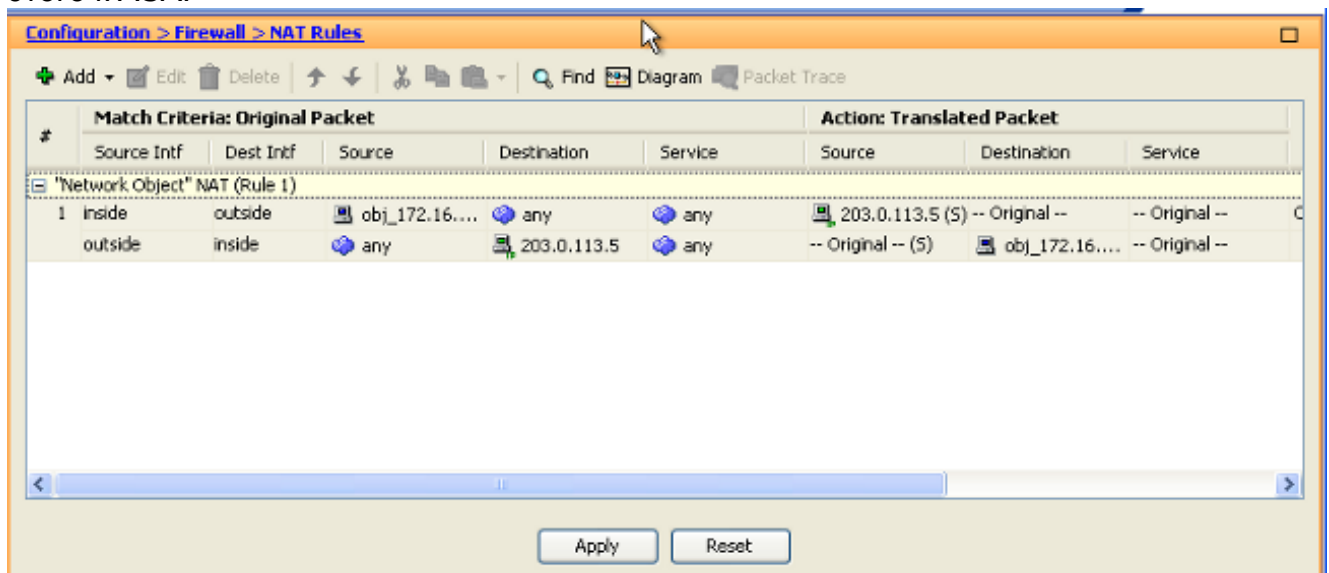 Configuration > Firewall > NAT Rules
Add Edit Delete Find Diagram Packet Trace
# Match Criteria: Original Packet Action: Translated Packet
Source Intf Dest Intf Source Destination Service Source Destination Service
"Network Object" NAT (Rule 1)
1 inside outside obj_172.16.... any any 203.0.113.5 (S) -- Original -- -- Original --
outside inside any 203.0.113.5 any -- Original -- (S) obj_172.16.... -- Original --
Apply Reset